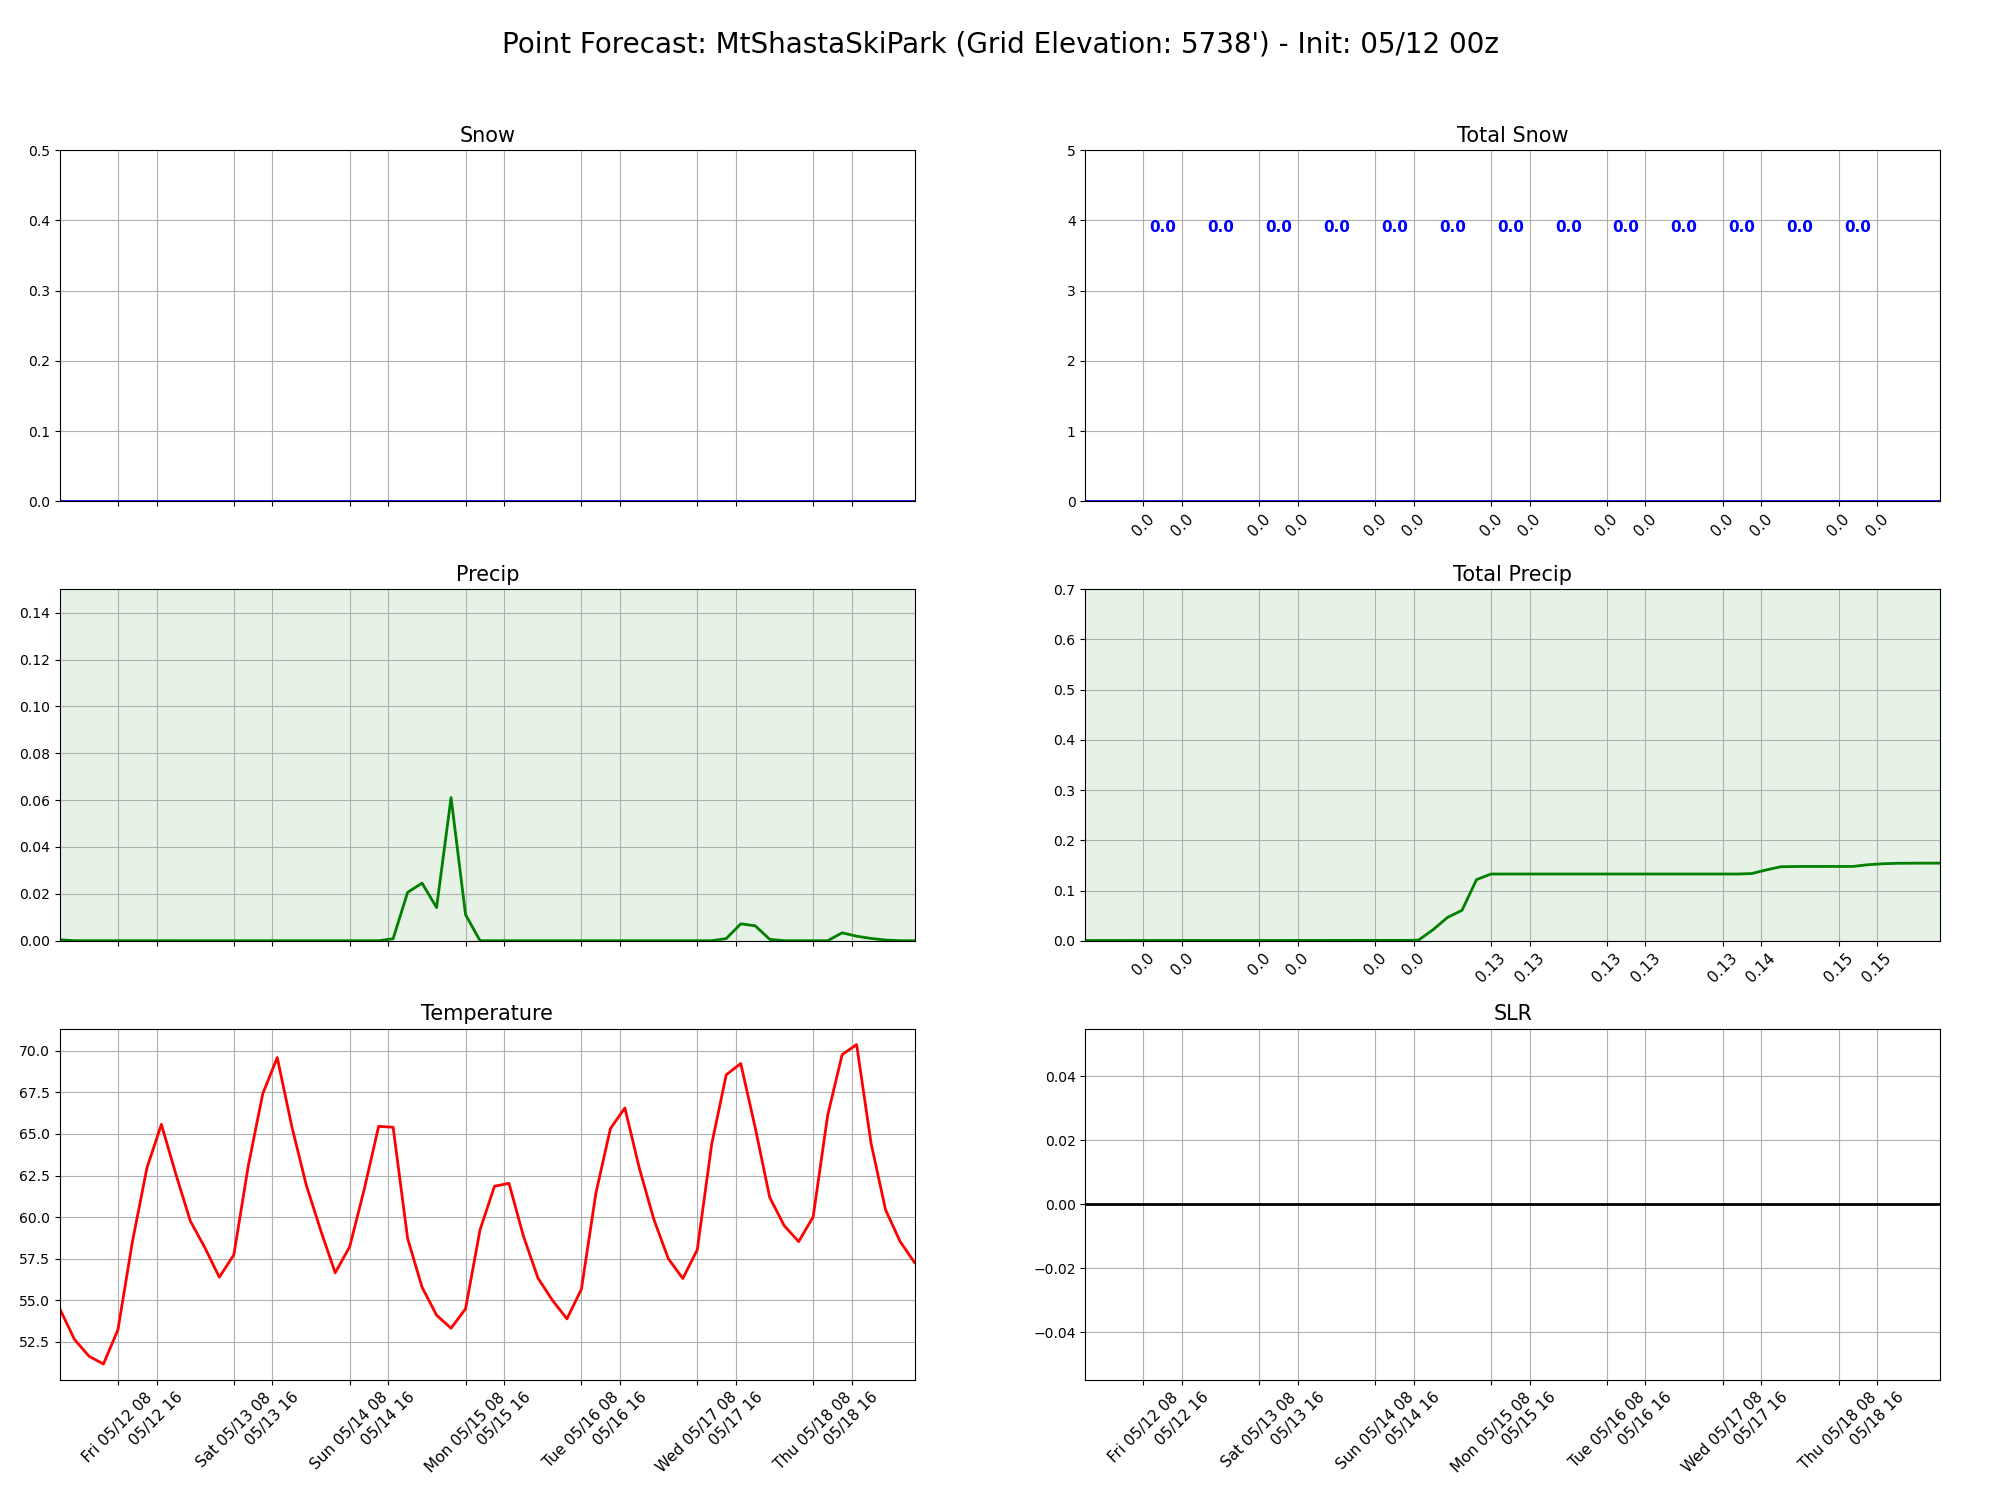 Point Forecast: MtShastaSkiPark (Grid Elevation: 5738') - Init: 05/12 00z
Snow
0.5
0.4
0.3
0.2
0.1
0.0
Total Snow
5
4
3
2
1
0
0.0 0.0 0.0 0.0 0.0 0.0 0.0 0.0 0.0 0.0 0.0 0.0 0.0
0.0 0.0 0.0 0.0 0.0 0.0 0.0 0.0 0.0 0.0 0.0 0.0 0.0 0.0
Precip
0.14
0.12
0.10
0.08
0.06
0.04
0.02
0.00
Total Precip
0.7
0.6
0.5
0.4
0.3
0.2
0.1
0.0
0.0 0.0 0.0 0.0 0.0 0.0 0.13 0.13 0.13 0.13 0.13 0.14 0.15 0.15
Temperature
70.0
67.5
65.0
62.5
60.0
57.5
55.0
52.5
Fri 05/12 08
05/12 16
Sat 05/13 08
05/13 16
Sun 05/14 08
05/14 16
Mon 05/15 08
05/15 16
Tue 05/16 08
05/16 16
Wed 05/17 08
05/17 16
Thu 05/18 08
05/18 16
SLR
0.04
0.02
0.00
−0.02
−0.04
Fri 05/12 08
05/12 16
Sat 05/13 08
05/13 16
Sun 05/14 08
05/14 16
Mon 05/15 08
05/15 16
Tue 05/16 08
05/16 16
Wed 05/17 08
05/17 16
Thu 05/18 08
05/18 16